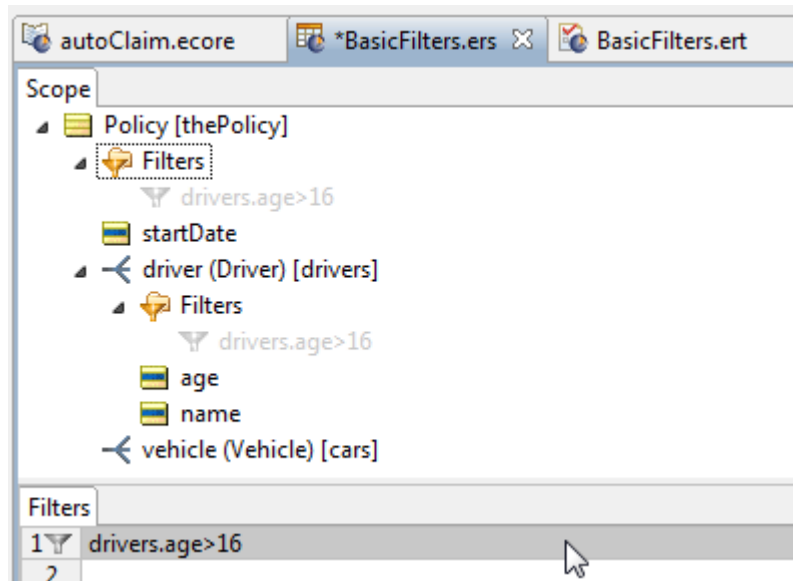 autoClaim.ecore *BasicFilters.ers BasicFilters.ert
Scope
Policy [thePolicy]
Filters
drivers.age>16
startDate
driver (Driver) [drivers]
Filters
drivers.age>16
age
name
vehicle (Vehicle) [cars]
Filters
1 drivers.age>16
2